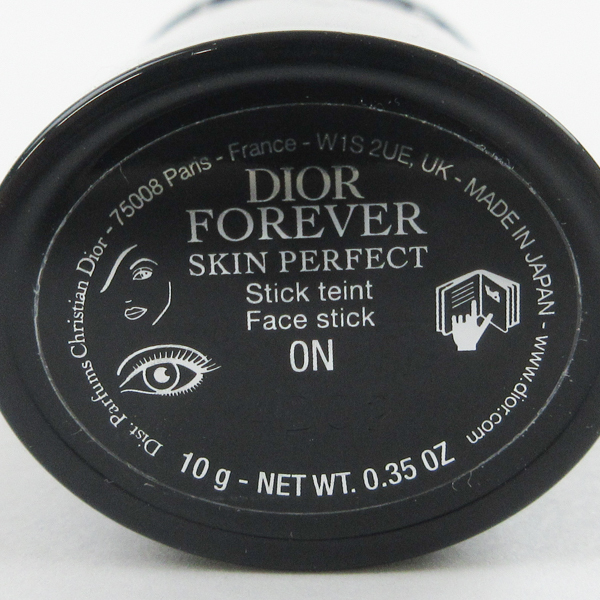 Dist. Parfums Christian Dior - 75008 Paris - France - W1S 2UE, UK - MADE IN JAPAN - www.dior.com
DIOR
FOREVER
SKIN PERFECT
Stick teint
Face stick
0N
10 g - NET WT. 0.35 OZ